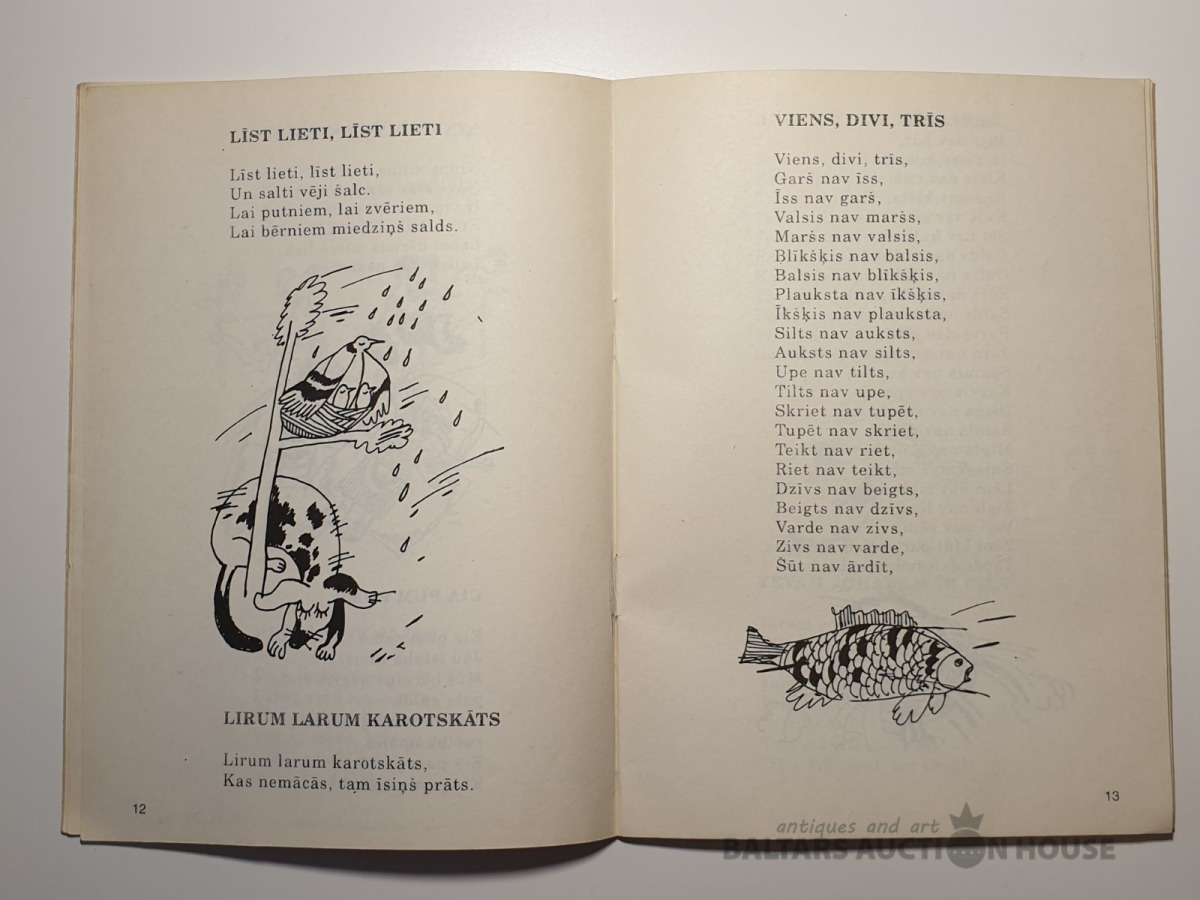 LĪST LIETI, LĪST LIETI
Līst lieti, līst lieti,
Un salti vēji šalc.
Lai putniem, lai zvēriem,
Lai bērniem miedziņš salds.
LIRUM LARUM KAROTSKĀTS
Lirum larum karotskāts,
Kas nemācās, tam īsiņš prāts.
12
VIENS, DIVI, TRĪS
Viens, divi, trīs,
Garš nav īss,
Īss nav garš,
Valsis nav maršs,
Maršs nav valsis,
Blīkšķis nav balsis,
Balsis nav blīkšķis,
Plauksta nav īkšķis,
Īkšķis nav plauksta,
Silts nav auksts,
Auksts nav silts,
Upe nav tilts,
Tilts nav upe,
Skriet nav tupēt,
Tupēt nav skriet,
Teikt nav riet,
Riet nav teikt,
Dzīvs nav beigts,
Beigts nav dzīvs,
Varde nav zivs,
Zivs nav varde,
Šūt nav ārdīt,
13
antiques and art
BALTARS AUCTION HOUSE